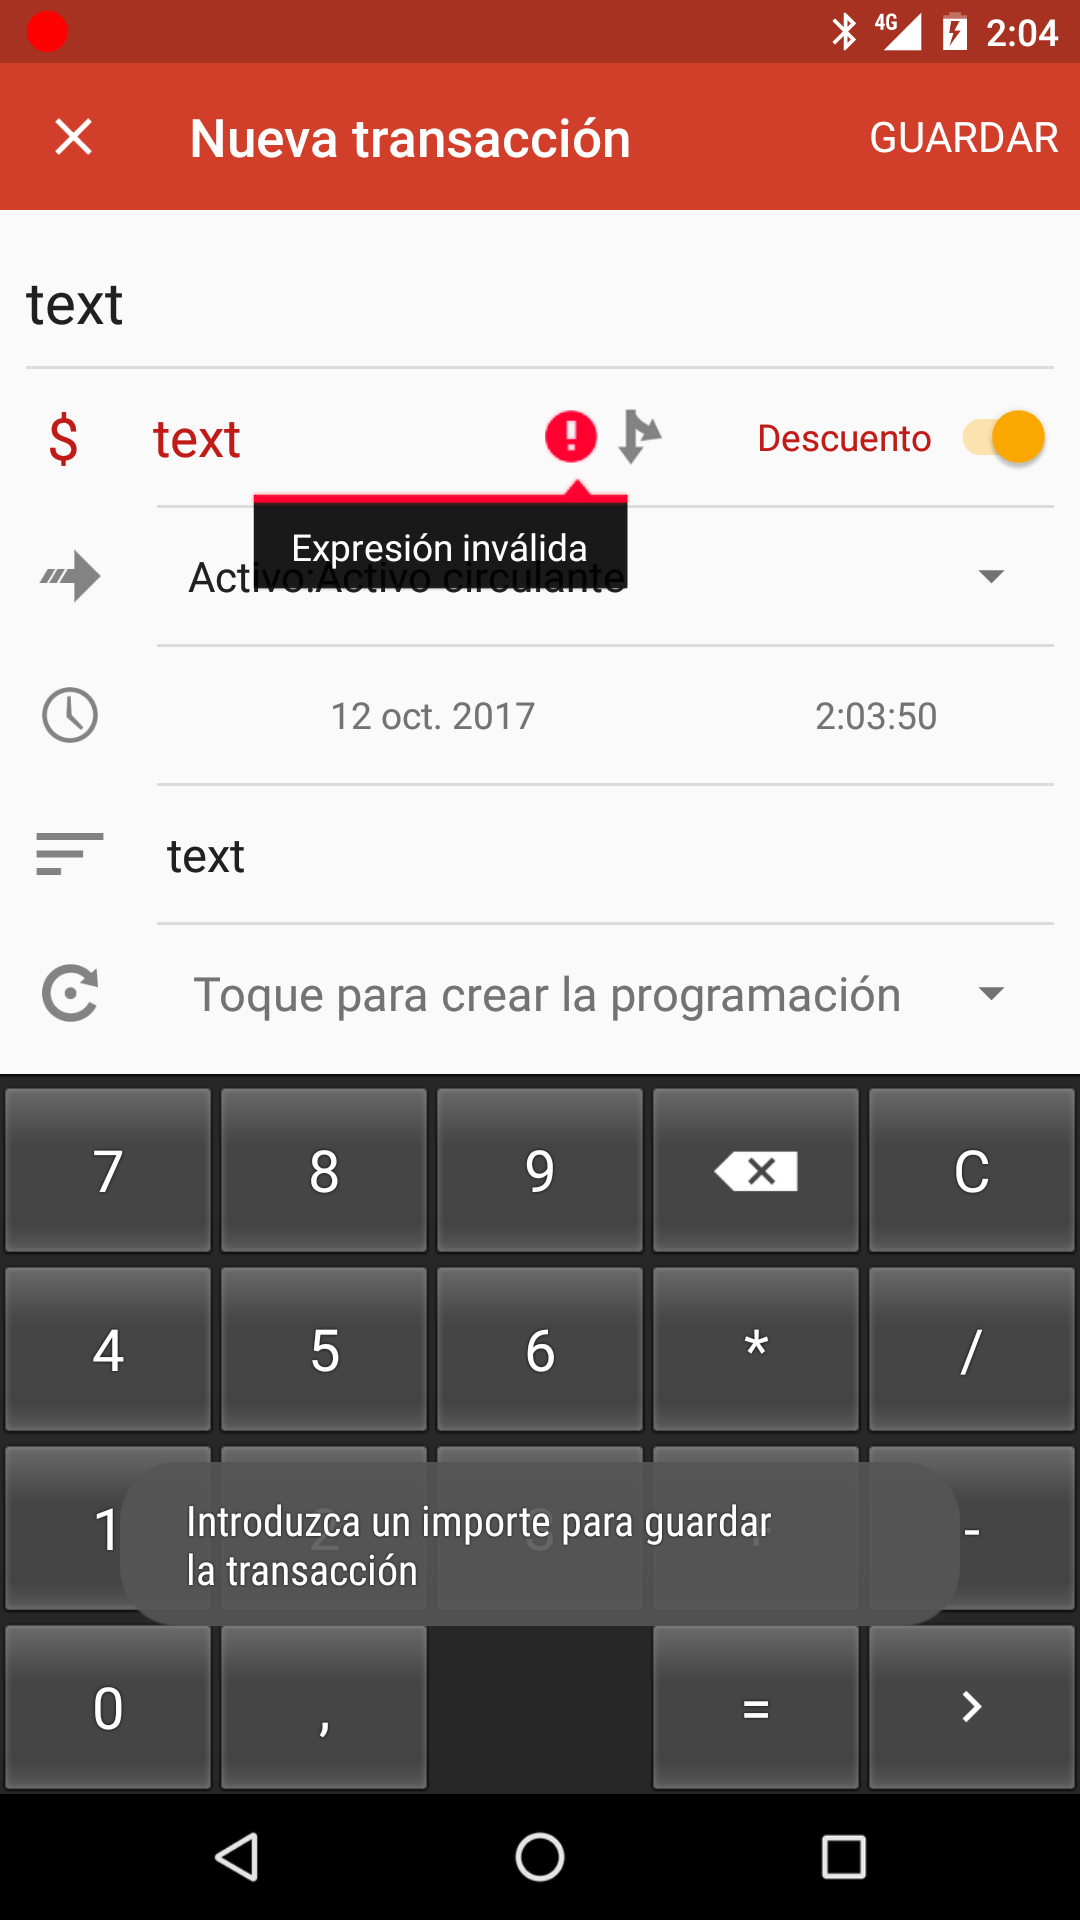 4G 2:04
Nueva transacción GUARDAR
text
$ text Descuento
Expresión inválida
Activo:Activo circulante
12 oct. 2017 2:03:50
text
Toque para crear la programación
7 8 9 C
4 5 6 * /
1 2 3 + -
Introduzca un importe para guardar
la transacción
0 , = >